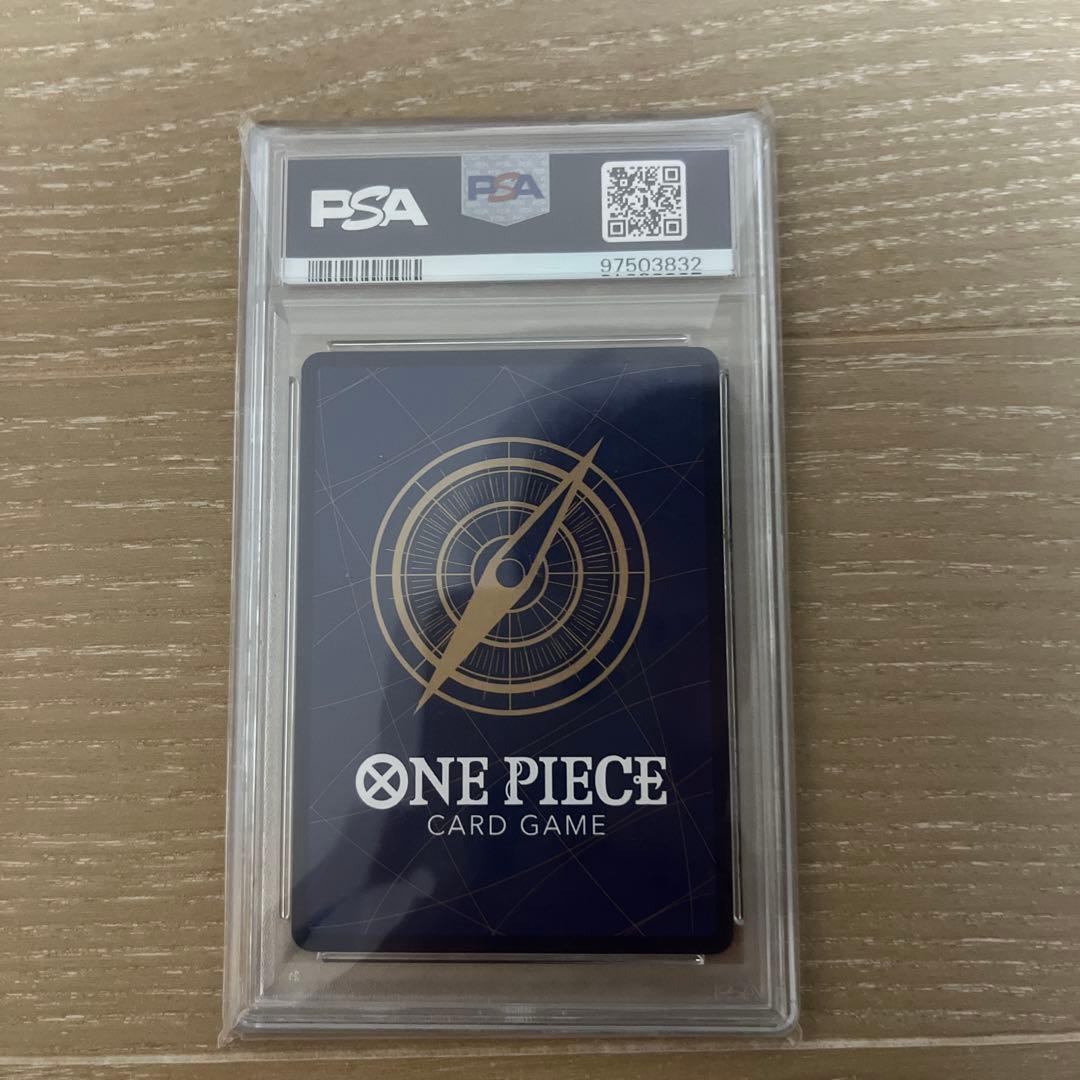 PSA
PSA
97503832
ONE PIECE
CARD GAME